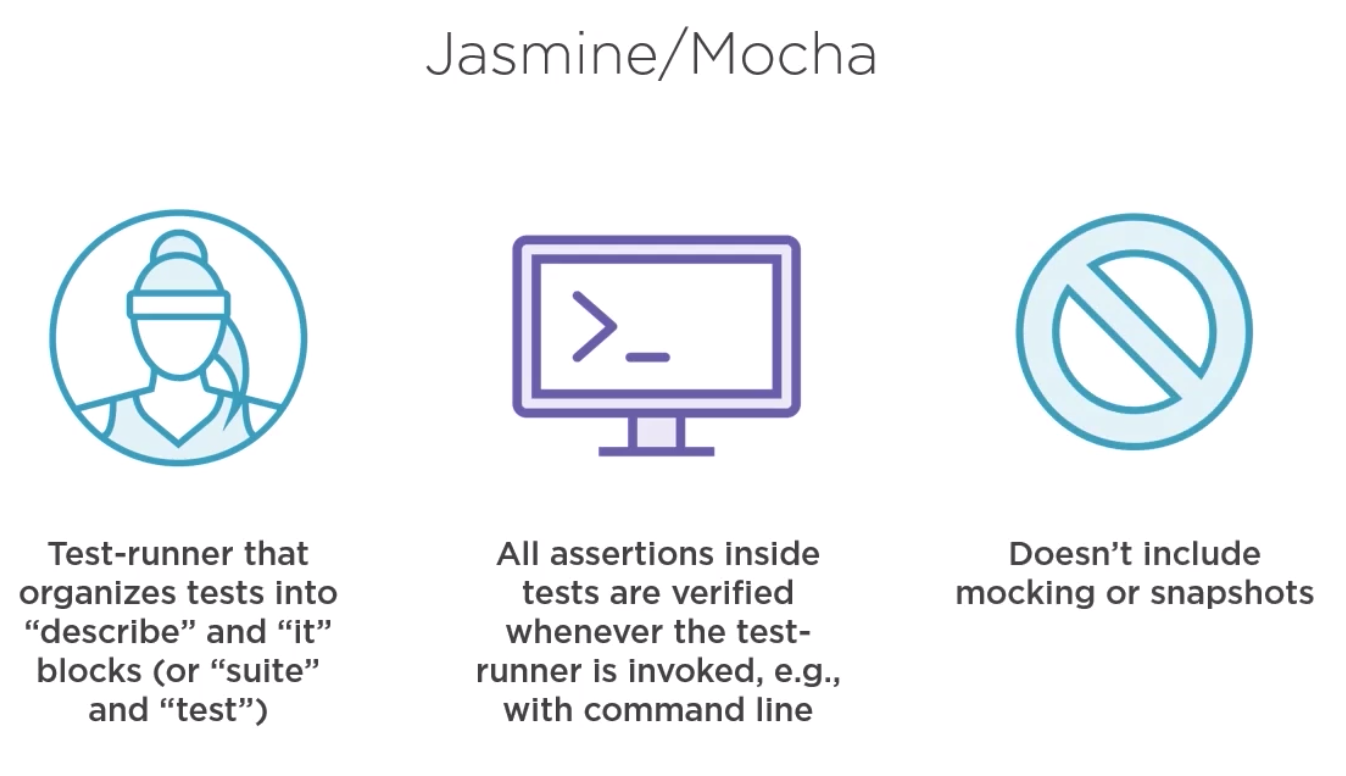 Jasmine/Mocha
>_
Test-runner that
organizes tests into
“describe” and “it”
blocks (or “suite”
and “test”)
All assertions inside
tests are verified
whenever the test-
runner is invoked, e.g.,
with command line
Doesn’t include
mocking or snapshots